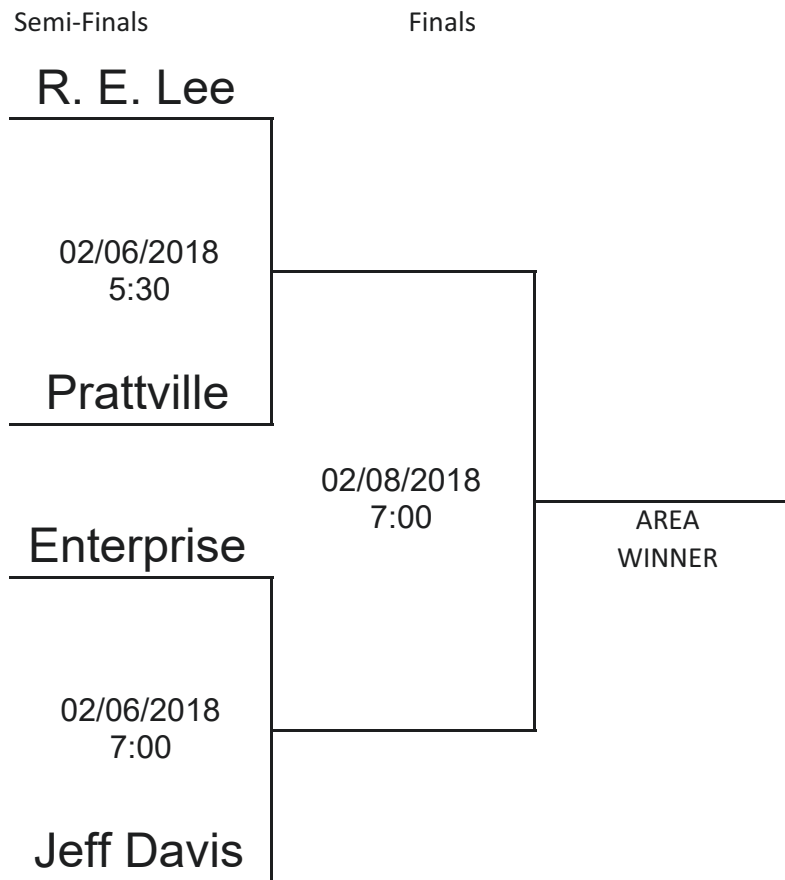 Semi-Finals
Finals
R. E. Lee
02/06/2018
5:30
Prattville
02/08/2018
7:00
AREA
WINNER
Enterprise
02/06/2018
7:00
Jeff Davis